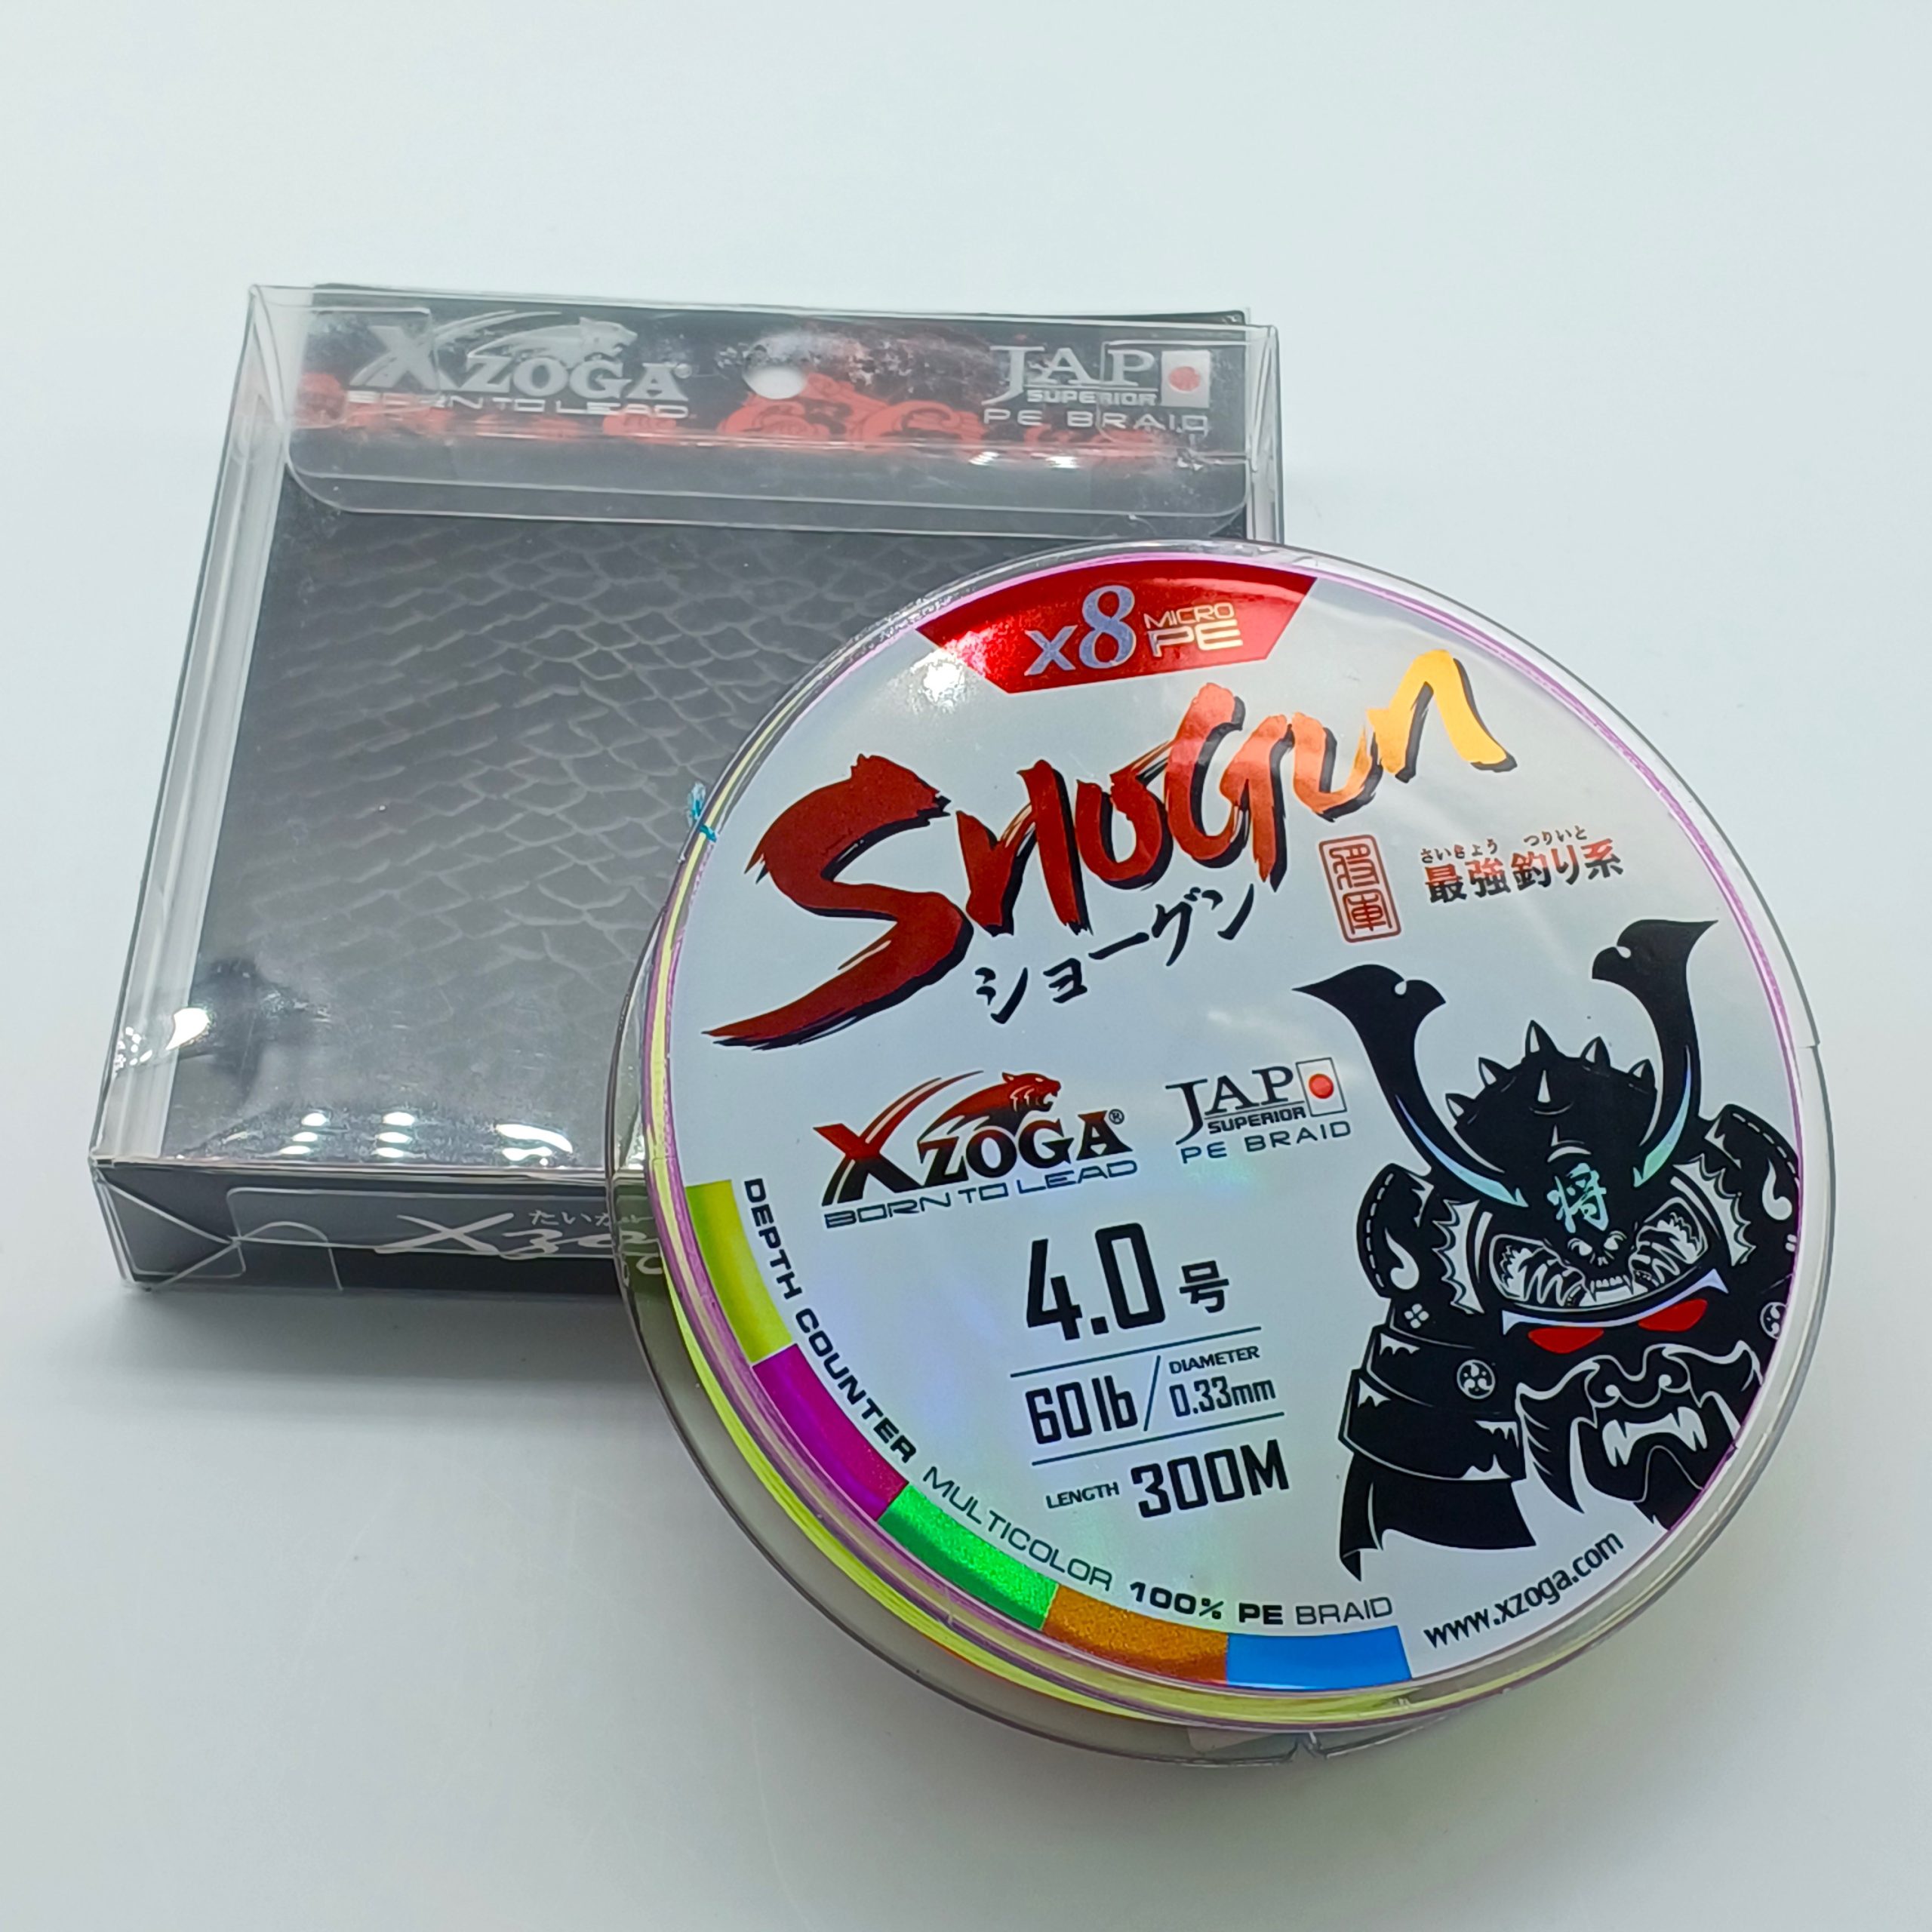 XZOGA®
BORN TO LEAD
JAP
SUPERIOR
PE BRAID
x8 MICRO PE
SHOGUN
ショーグン
将軍
さいきょう つりいと
最強釣り糸
XZOGA®
BORN TO LEAD
JAP
SUPERIOR
PE BRAID
将
4.0号
60lb/DIAMETER 0.33mm
LENGTH 300M
DEPTH COUNTER MULTICOLOR 100% PE BRAID
www.xzoga.com